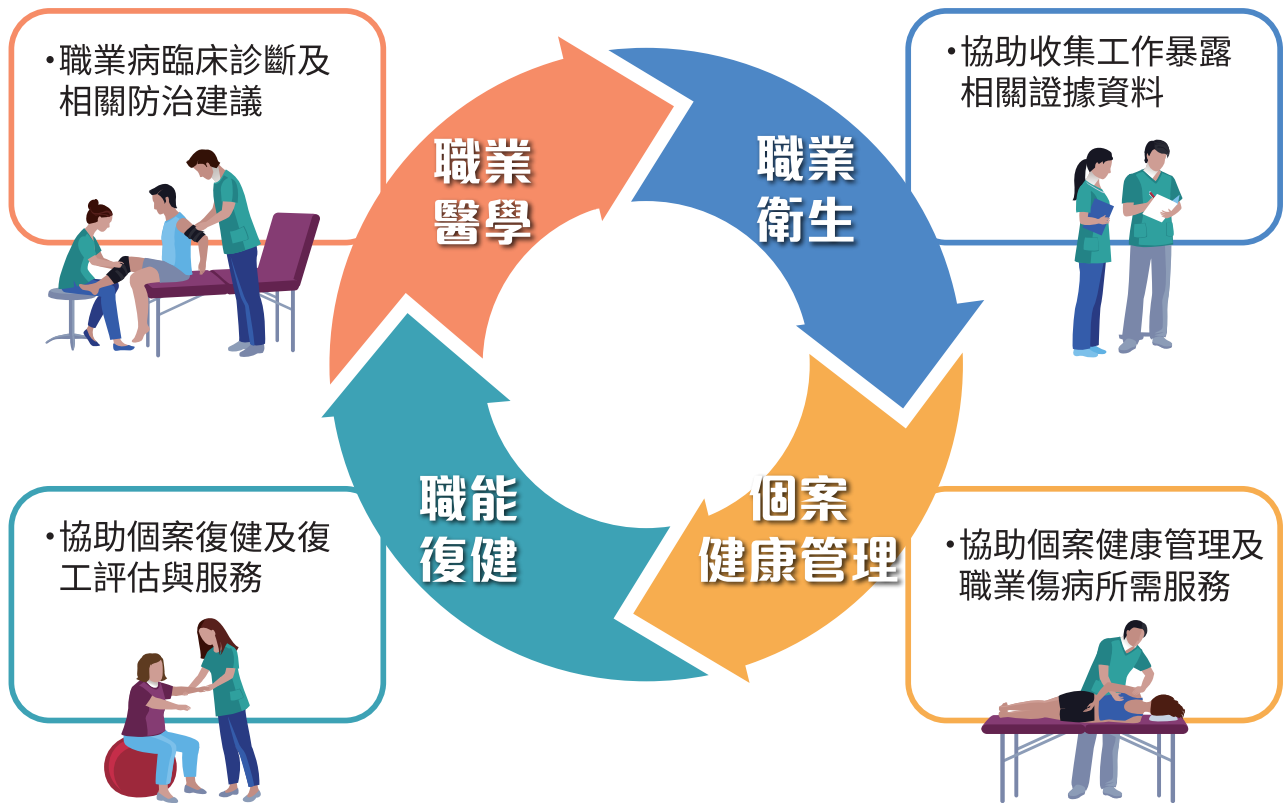 •職業病臨床診斷及
相關防治建議
職業
醫學
職業
衛生
•協助收集工作暴露
相關證據資料
•協助個案復健及復
工評估與服務
職能
復健
個案
健康管理
•協助個案健康管理及
職業傷病所需服務